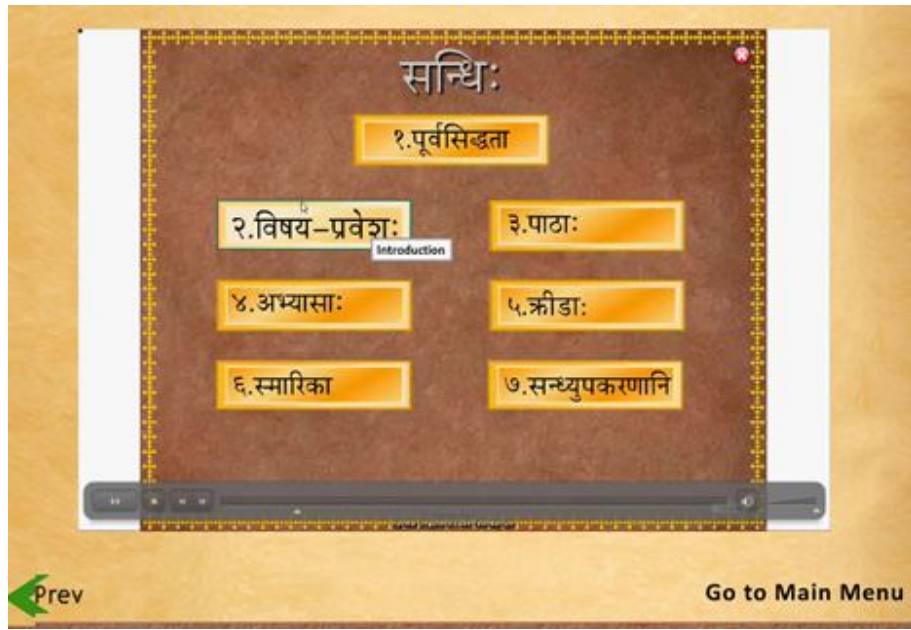 सन्धिः
१.पूर्वसिद्धता
२.विषय-प्रवेशः
३.पाठाः
Introduction
४.अभ्यासाः
५.क्रीडाः
६.स्मारिका
७.सन्ध्युपकरणानि
Prev
Go to Main Menu